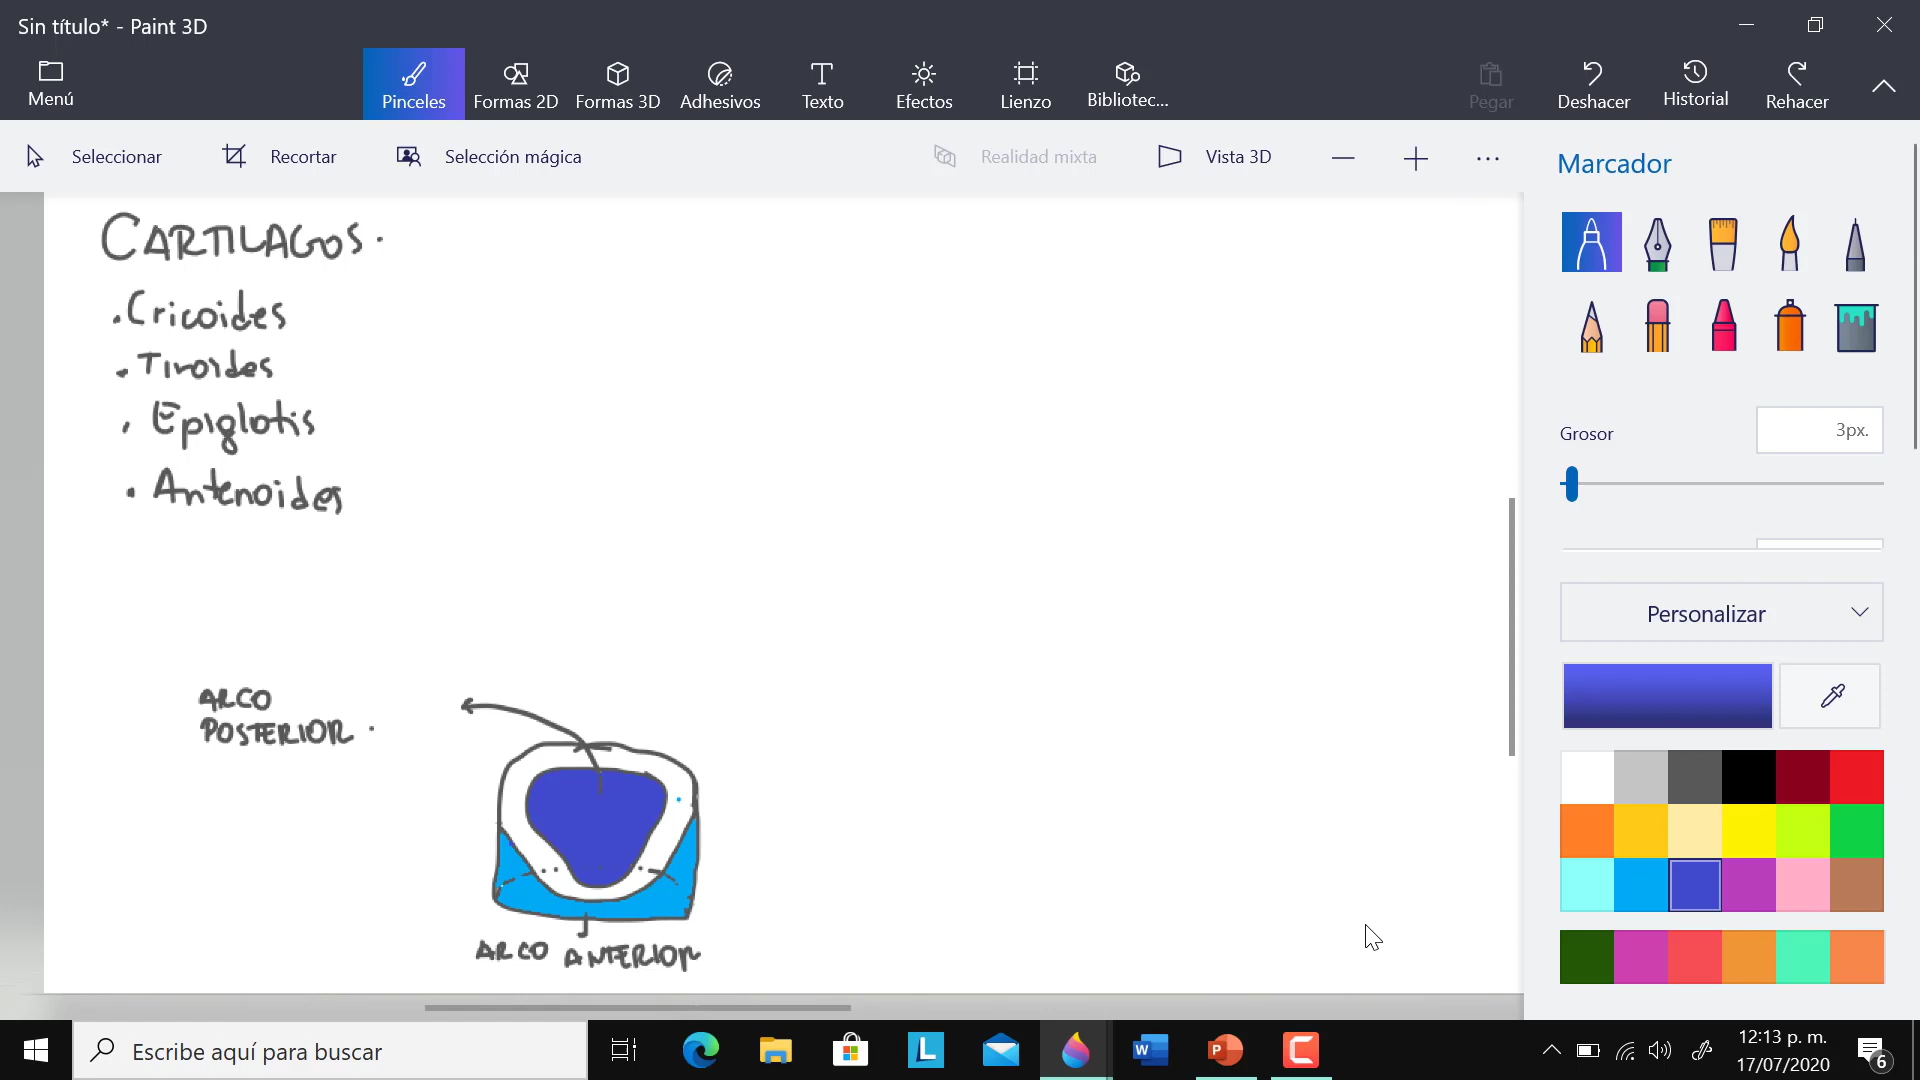 Sin título* - Paint 3D
Menú
Pinceles
Formas 2D
Formas 3D
Adhesivos
Texto
Efectos
Lienzo
Bibliotec...
Pegar
Deshacer
Historial
Rehacer
Seleccionar
Recortar
Selección mágica
Realidad mixta
Vista 3D
Marcador
Grosor
3px.
Personalizar
CARTILAGOS.
. Cricoides
. Tiroides
. Epiglotis
. Antenoides
ARCO
POSTERIOR.
ARCO ANTERIOR
Escribe aquí para buscar
L
W
P
C
12:13 p. m.
17/07/2020
6